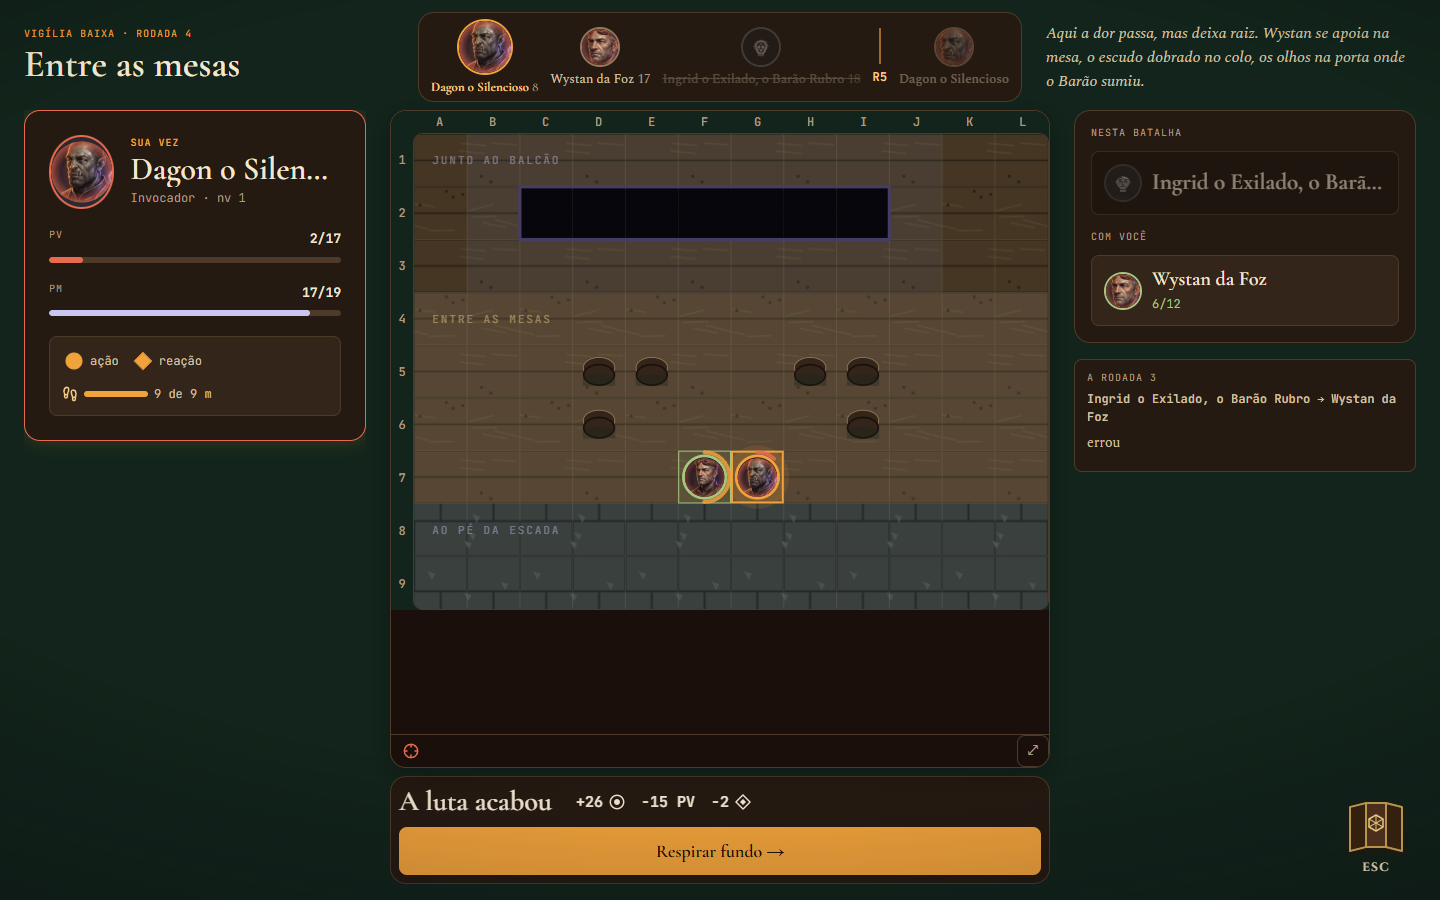 VIGÍLIA BAIXA · RODADA 4
Entre as mesas
Dagon o Silencioso 8
Wystan da Foz 17
Ingrid o Exilado, o Barão Rubro 18
R5
Dagon o Silencioso
Aqui a dor passa, mas deixa raiz. Wystan se apoia na
mesa, o escudo dobrado no colo, os olhos na porta onde
o Barão sumiu.
SUA VEZ
Dagon o Silen...
Invocador · nv 1
PV 2/17
PM 17/19
ação reação
9 de 9 m
A B C D E F G H I J K L
1 JUNTO AO BALCÃO
2
3
4 ENTRE AS MESAS
5
6
7
8 AO PÉ DA ESCADA
9
NESTA BATALHA
Ingrid o Exilado, o Barã...
COM VOCÊ
Wystan da Foz
6/12
A RODADA 3
Ingrid o Exilado, o Barão Rubro → Wystan da
Foz
errou
A luta acabou +26 -15 PV -2
Respirar fundo →
ESC